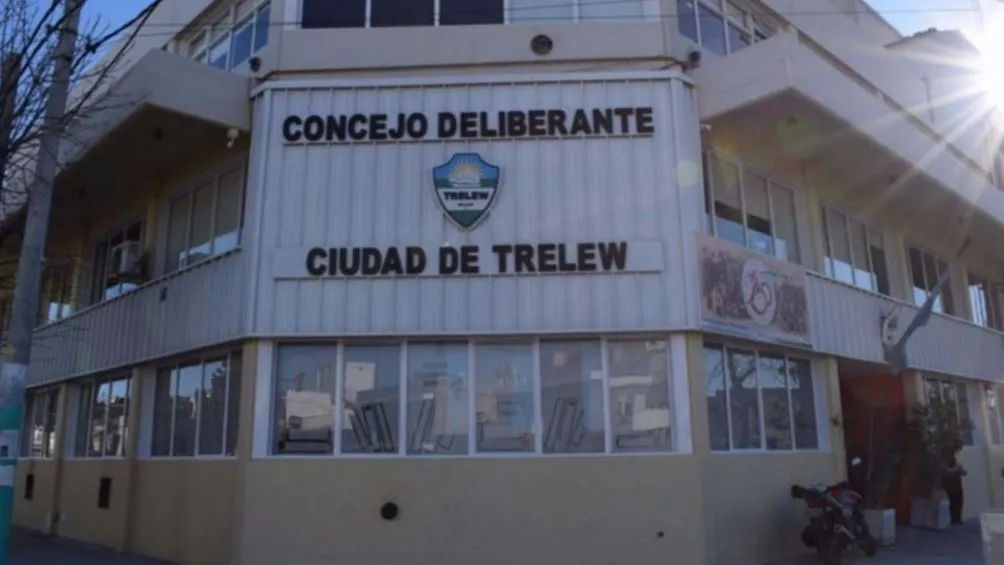 CONCEJO DELIBERANTE
TRELEW
CIUDAD DE TRELEW